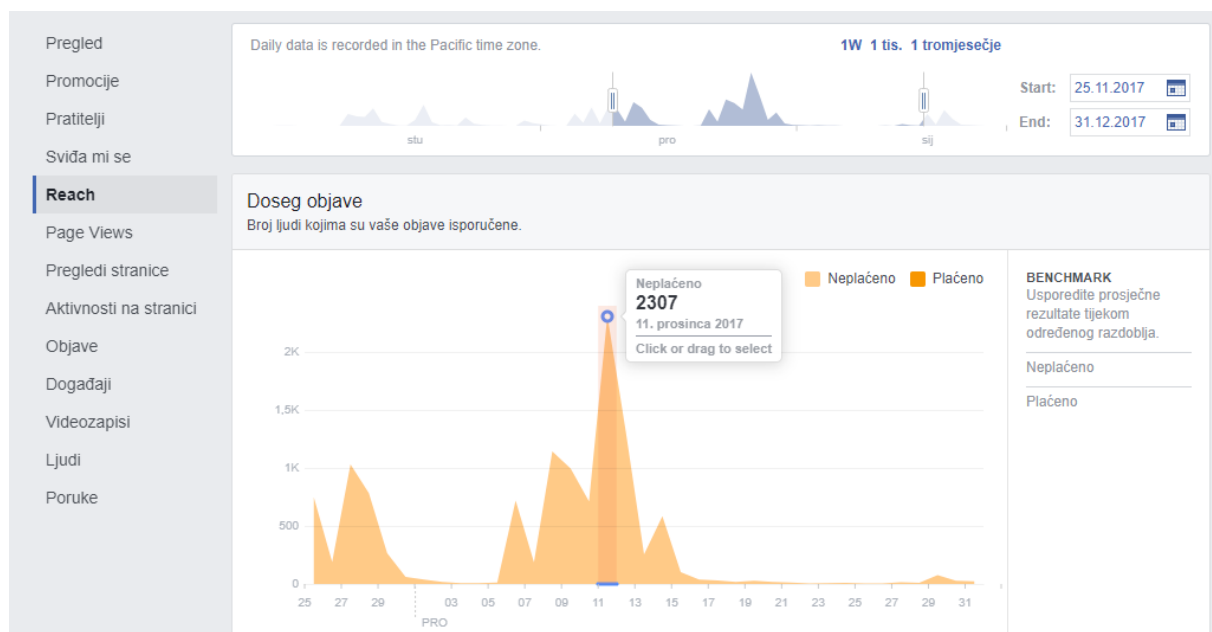 Pregled
Promocije
Pratitelji
Sviđa mi se
Reach
Page Views
Pregledi stranice
Aktivnosti na stranici
Objave
Događaji
Videozapisi
Ljudi
Poruke
Daily data is recorded in the Pacific time zone.
1W 1 tis. 1 tromjesečje
Start: 25.11.2017
End: 31.12.2017
stu pro sij
Doseg objave
Broj ljudi kojima su vaše objave isporučene.
Neplaćeno Plaćeno
Neplaćeno
2307
11. prosinca 2017
Click or drag to select
2K
1,5K
1K
500
0
25 27 29 03 05 07 09 11 13 15 17 19 21 23 25 27 29 31
PRO
BENCHMARK
Usporedite prosječne
rezultate tijekom
određenog razdoblja.
Neplaćeno
Plaćeno